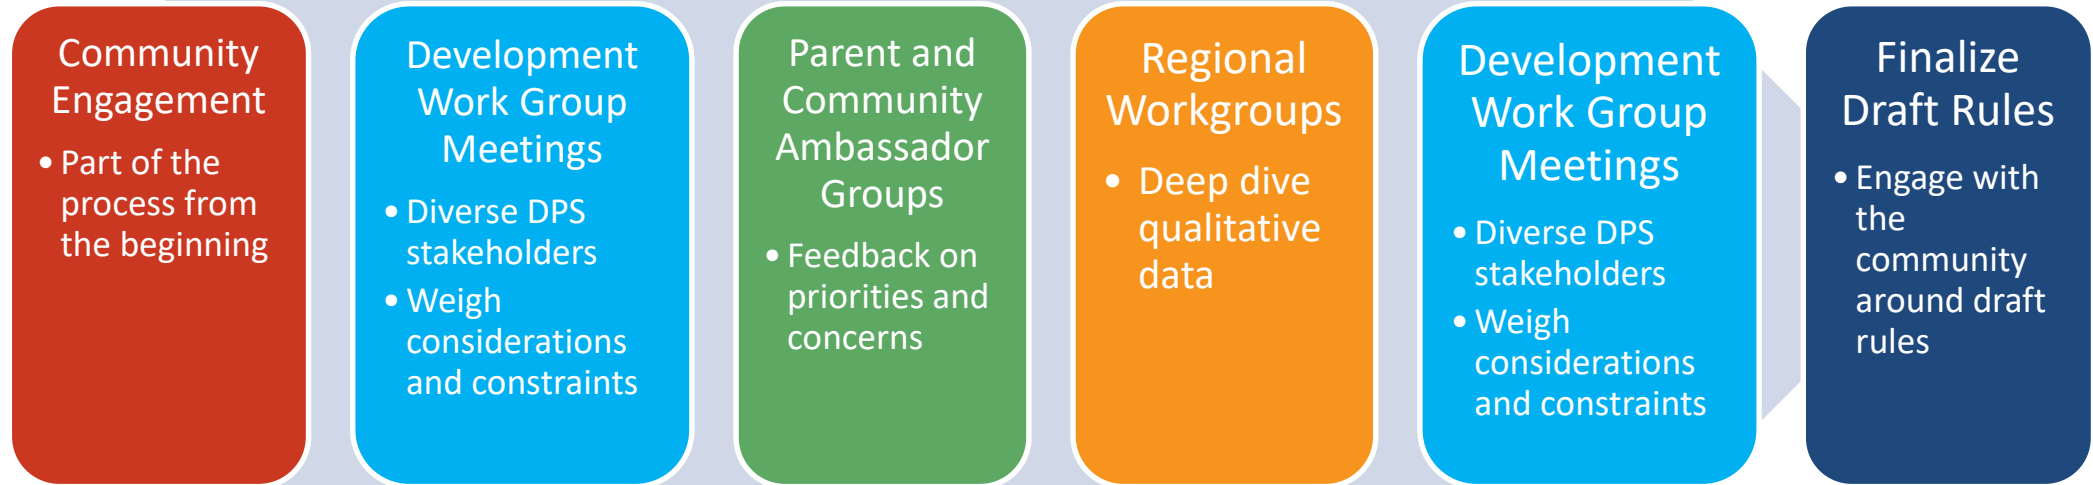 Community
Engagement
• Part of the
process from
the beginning
Development
Work Group
Meetings
• Diverse DPS
stakeholders
• Weigh
considerations
and constraints
Parent and
Community
Ambassador
Groups
• Feedback on
priorities and
concerns
Regional
Workgroups
• Deep dive
qualitative
data
Development
Work Group
Meetings
• Diverse DPS
stakeholders
• Weigh
considerations
and constraints
Finalize
Draft Rules
• Engage with
the
community
around draft
rules